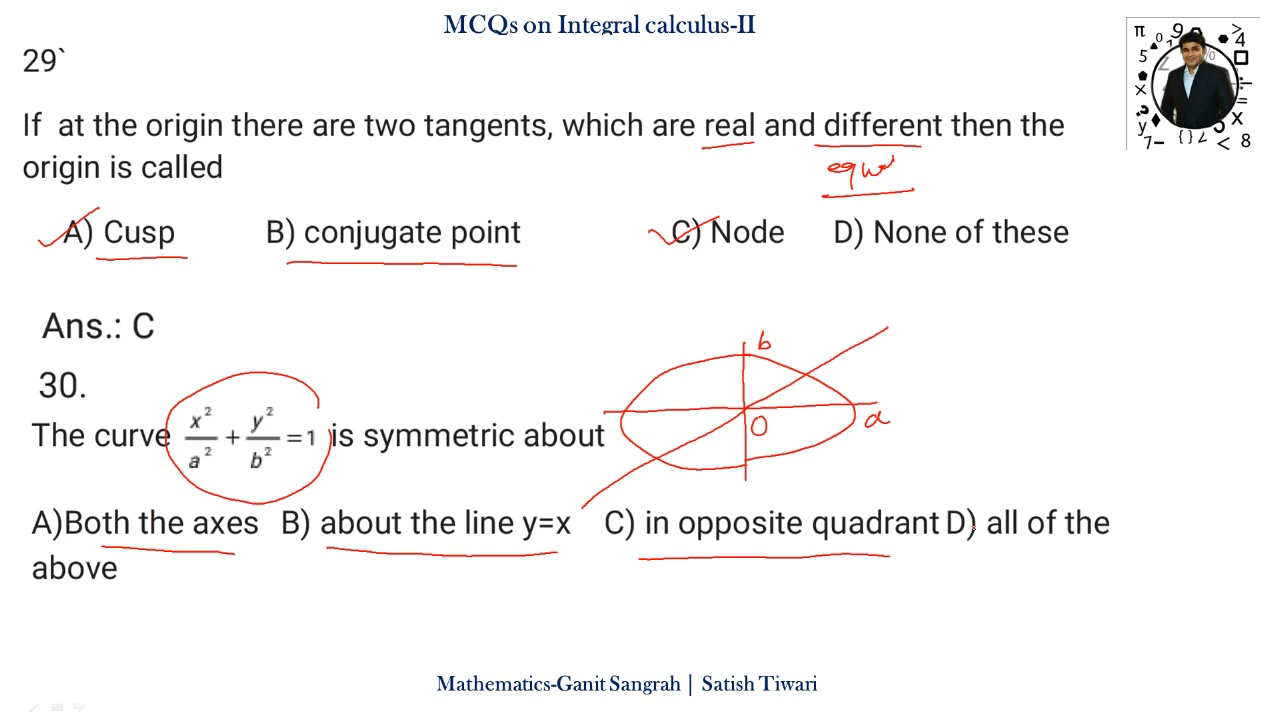 MCQs on Integral calculus-II
29`
If at the origin there are two tangents, which are real and different then the
equal
origin is called
A) Cusp B) conjugate point C) Node D) None of these
Ans.: C
30.
The curve x²/a² + y²/b² =1 is symmetric about
b
O
a
A)Both the axes B) about the line y=x C) in opposite quadrant D) all of the
above
Mathematics-Ganit Sangrah | Satish Tiwari